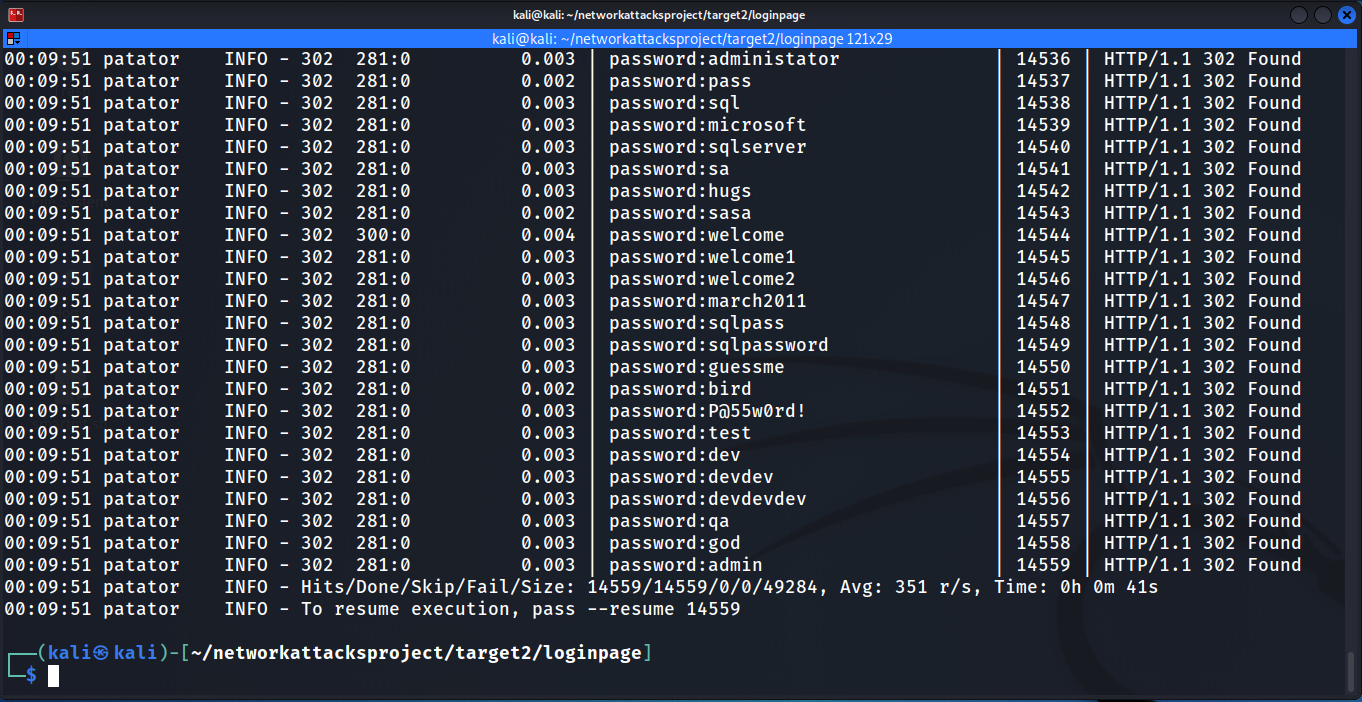 kali@kali: ~/networkattacksproject/target2/loginpage
kali@kali: ~/networkattacksproject/target2/loginpage 121x29
00:09:51 patator    INFO - 302  281:0          0.003 | password:administator              | 14536 | HTTP/1.1 302 Found
00:09:51 patator    INFO - 302  281:0          0.002 | password:pass                      | 14537 | HTTP/1.1 302 Found
00:09:51 patator    INFO - 302  281:0          0.003 | password:sql                       | 14538 | HTTP/1.1 302 Found
00:09:51 patator    INFO - 302  281:0          0.003 | password:microsoft                 | 14539 | HTTP/1.1 302 Found
00:09:51 patator    INFO - 302  281:0          0.003 | password:sqlserver                 | 14540 | HTTP/1.1 302 Found
00:09:51 patator    INFO - 302  281:0          0.003 | password:sa                        | 14541 | HTTP/1.1 302 Found
00:09:51 patator    INFO - 302  281:0          0.003 | password:hugs                      | 14542 | HTTP/1.1 302 Found
00:09:51 patator    INFO - 302  281:0          0.002 | password:sasa                      | 14543 | HTTP/1.1 302 Found
00:09:51 patator    INFO - 302  300:0          0.004 | password:welcome                   | 14544 | HTTP/1.1 302 Found
00:09:51 patator    INFO - 302  281:0          0.003 | password:welcome1                  | 14545 | HTTP/1.1 302 Found
00:09:51 patator    INFO - 302  281:0          0.003 | password:welcome2                  | 14546 | HTTP/1.1 302 Found
00:09:51 patator    INFO - 302  281:0          0.003 | password:march2011                 | 14547 | HTTP/1.1 302 Found
00:09:51 patator    INFO - 302  281:0          0.003 | password:sqlpass                   | 14548 | HTTP/1.1 302 Found
00:09:51 patator    INFO - 302  281:0          0.003 | password:sqlpassword               | 14549 | HTTP/1.1 302 Found
00:09:51 patator    INFO - 302  281:0          0.003 | password:guessme                   | 14550 | HTTP/1.1 302 Found
00:09:51 patator    INFO - 302  281:0          0.002 | password:bird                      | 14551 | HTTP/1.1 302 Found
00:09:51 patator    INFO - 302  281:0          0.003 | password:P@55w0rd!                 | 14552 | HTTP/1.1 302 Found
00:09:51 patator    INFO - 302  281:0          0.003 | password:test                      | 14553 | HTTP/1.1 302 Found
00:09:51 patator    INFO - 302  281:0          0.003 | password:dev                       | 14554 | HTTP/1.1 302 Found
00:09:51 patator    INFO - 302  281:0          0.003 | password:devdev                    | 14555 | HTTP/1.1 302 Found
00:09:51 patator    INFO - 302  281:0          0.003 | password:devdevdev                 | 14556 | HTTP/1.1 302 Found
00:09:51 patator    INFO - 302  281:0          0.003 | password:qa                        | 14557 | HTTP/1.1 302 Found
00:09:51 patator    INFO - 302  281:0          0.003 | password:god                       | 14558 | HTTP/1.1 302 Found
00:09:51 patator    INFO - 302  281:0          0.003 | password:admin                     | 14559 | HTTP/1.1 302 Found
00:09:51 patator    INFO - Hits/Done/Skip/Fail/Size: 14559/14559/0/0/49284, Avg: 351 r/s, Time: 0h 0m 41s
00:09:51 patator    INFO - To resume execution, pass --resume 14559
┌──(kali㉿kali)-[~/networkattacksproject/target2/loginpage]
└─$